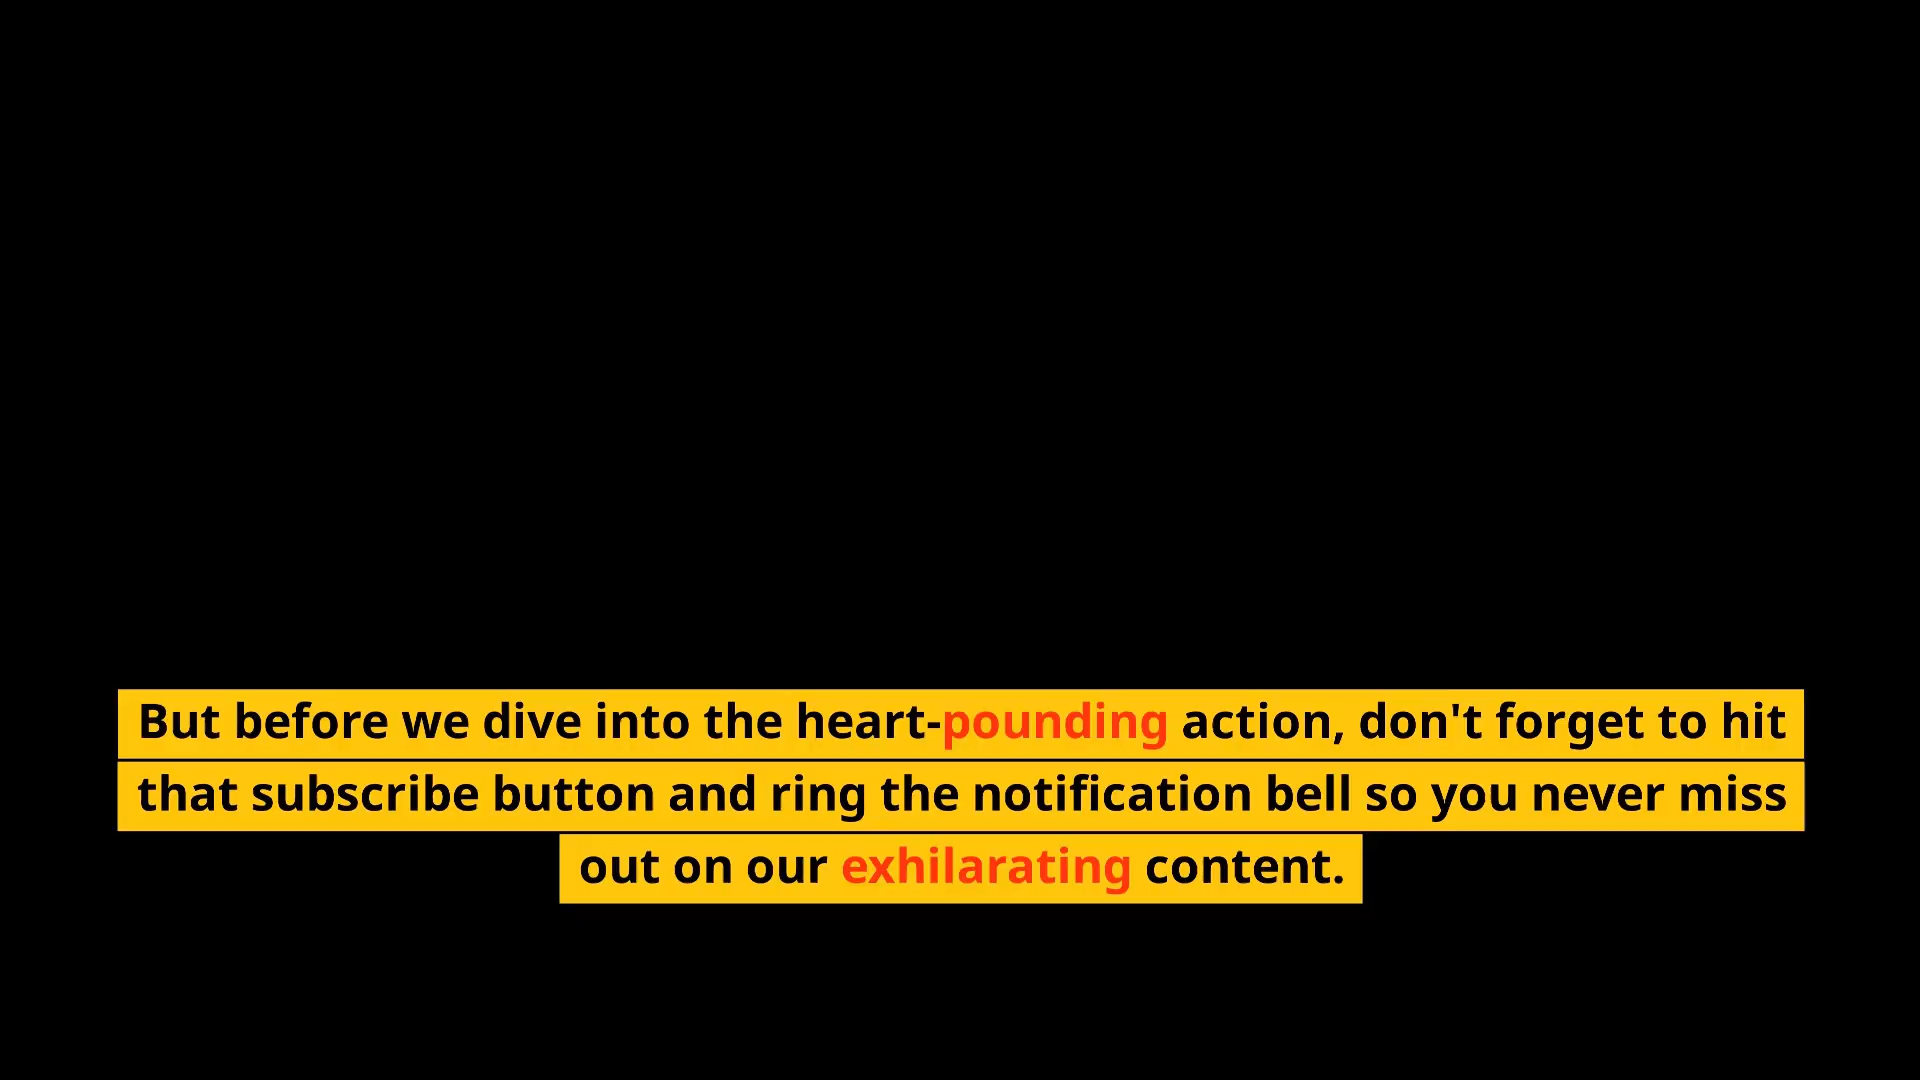 But before we dive into the heart-pounding action, don't forget to hit
that subscribe button and ring the notification bell so you never miss
out on our exhilarating content.